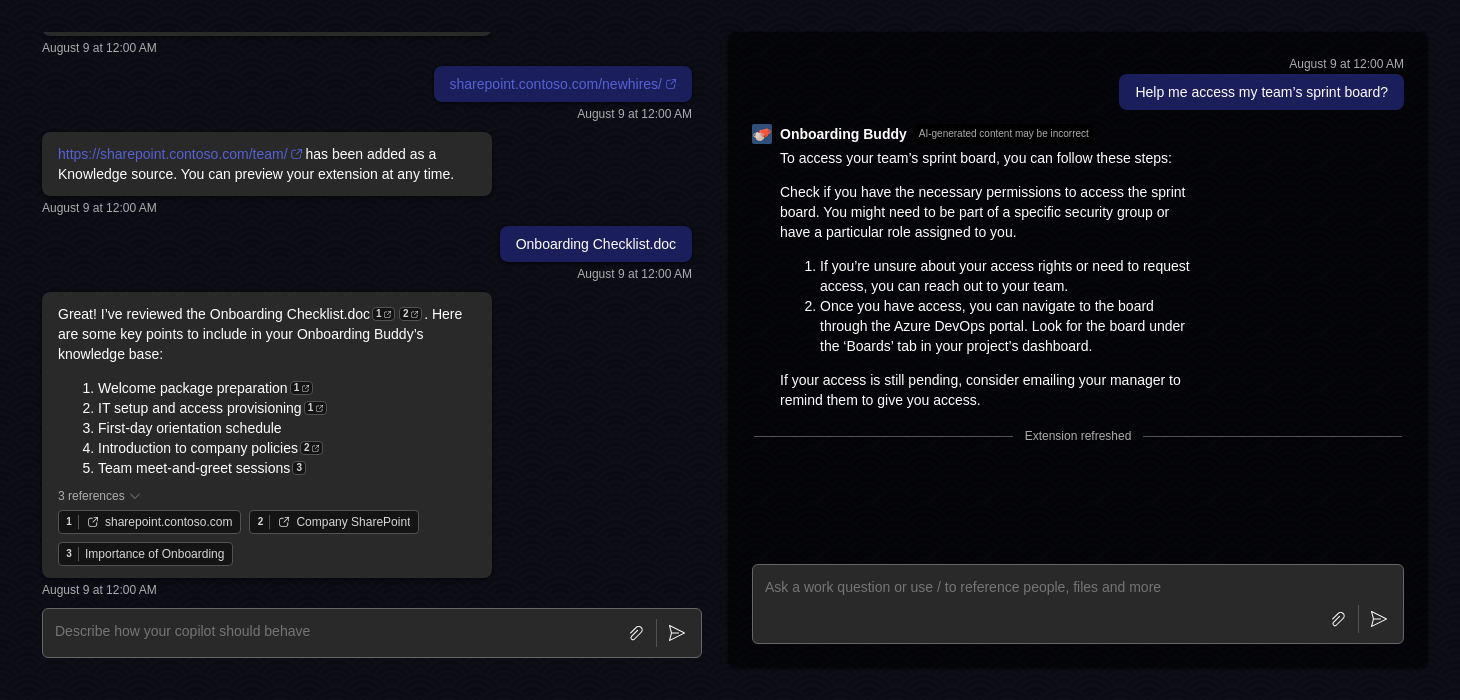 August 9 at 12:00 AM
sharepoint.contoso.com/newhires/
August 9 at 12:00 AM
https://sharepoint.contoso.com/team/ has been added as a
Knowledge source. You can preview your extension at any time.
August 9 at 12:00 AM
Onboarding Checklist.doc
August 9 at 12:00 AM
Great! I’ve reviewed the Onboarding Checklist.doc 1 2 . Here
are some key points to include in your Onboarding Buddy’s
knowledge base:
1. Welcome package preparation 1
2. IT setup and access provisioning 1
3. First-day orientation schedule
4. Introduction to company policies 2
5. Team meet-and-greet sessions 3
3 references
1 sharepoint.contoso.com 2 Company SharePoint
3 Importance of Onboarding
August 9 at 12:00 AM
Describe how your copilot should behave
August 9 at 12:00 AM
Help me access my team’s sprint board?
Onboarding Buddy AI-generated content may be incorrect
To access your team’s sprint board, you can follow these steps:
Check if you have the necessary permissions to access the sprint
board. You might need to be part of a specific security group or
have a particular role assigned to you.
1. If you’re unsure about your access rights or need to request
access, you can reach out to your team.
2. Once you have access, you can navigate to the board
through the Azure DevOps portal. Look for the board under
the ‘Boards’ tab in your project’s dashboard.
If your access is still pending, consider emailing your manager to
remind them to give you access.
Extension refreshed
Ask a work question or use / to reference people, files and more